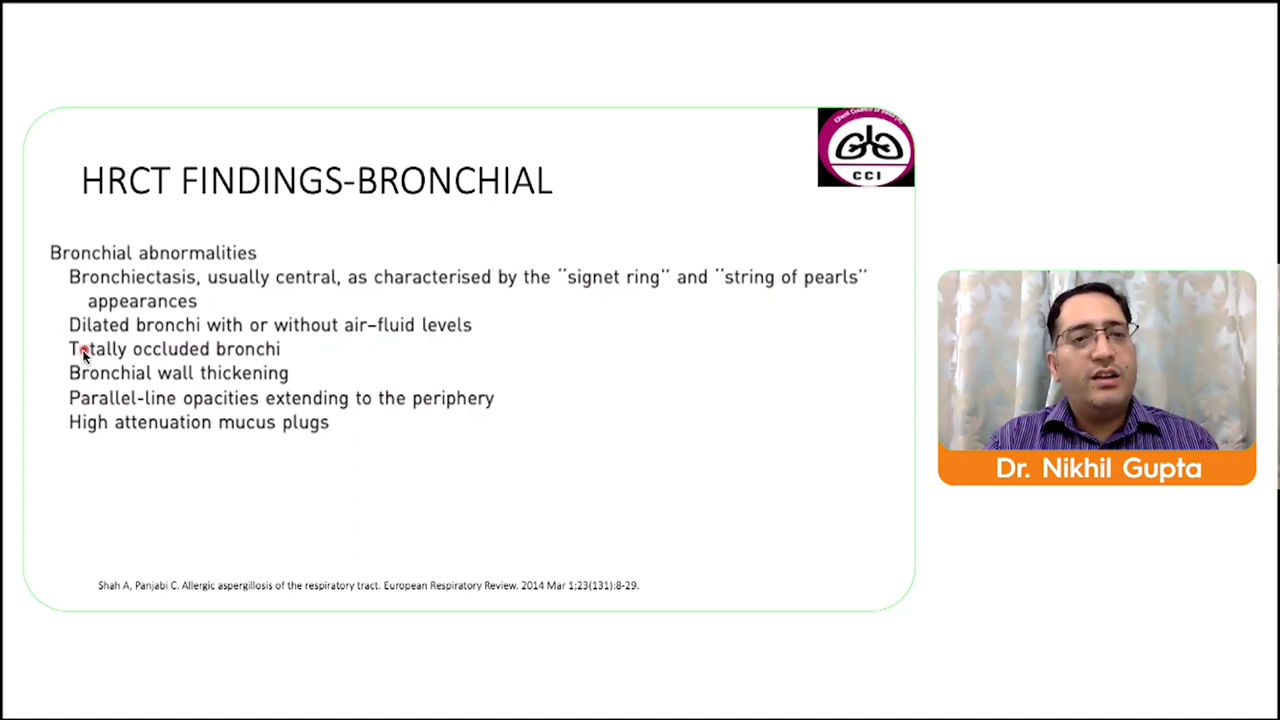 HRCT FINDINGS-BRONCHIAL
CCI
Bronchial abnormalities
Bronchiectasis, usually central, as characterised by the “signet ring” and “string of pearls”
appearances
Dilated bronchi with or without air–fluid levels
Totally occluded bronchi
Bronchial wall thickening
Parallel-line opacities extending to the periphery
High attenuation mucus plugs
Shah A, Panjabi C. Allergic aspergillosis of the respiratory tract. European Respiratory Review. 2014 Mar 1;23(131):8-29.
Dr. Nikhil Gupta